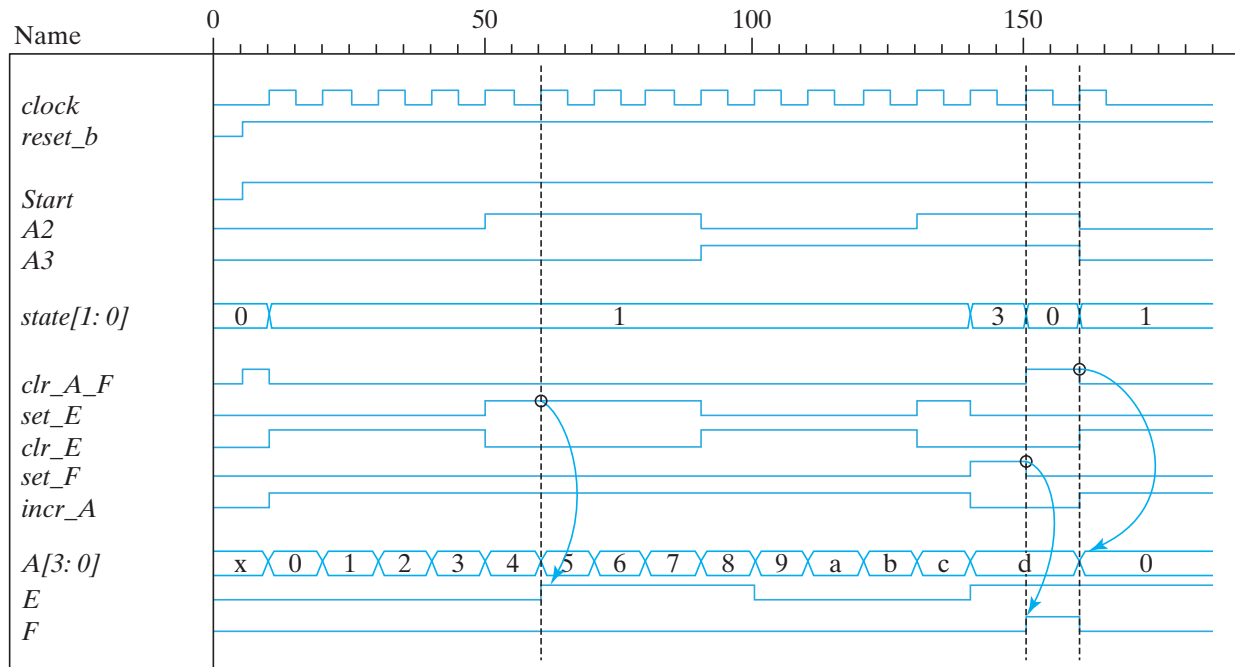 0 50 100 150
Name
clock
reset_b
Start
A2
A3
state[1: 0] 0 1 3 0 1
clr_A_F
set_E
clr_E
set_F
incr_A
A[3: 0] x 0 1 2 3 4 5 6 7 8 9 a b c d 0
E
F